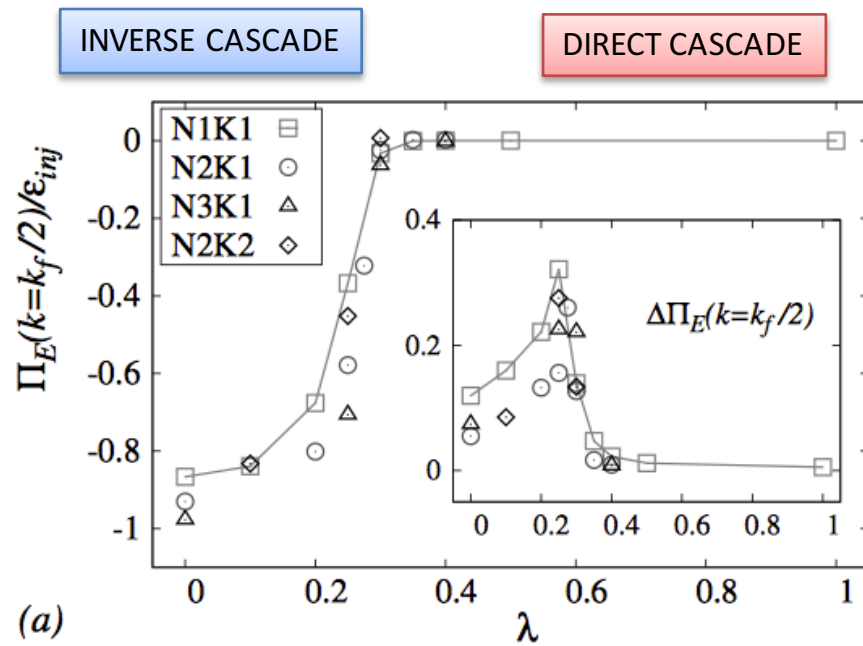 INVERSE CASCADE
DIRECT CASCADE
N1K1
N2K1
N3K1
N2K2
Π_E(k=k_f/2)/ε_inj
0
-0.2
-0.4
-0.6
-0.8
-1
0.4
0.2
0
ΔΠ_E(k=k_f/2)
0 0.2 0.4 0.6 0.8 1
0 0.2 0.4 0.6 0.8 1
(a)
λ